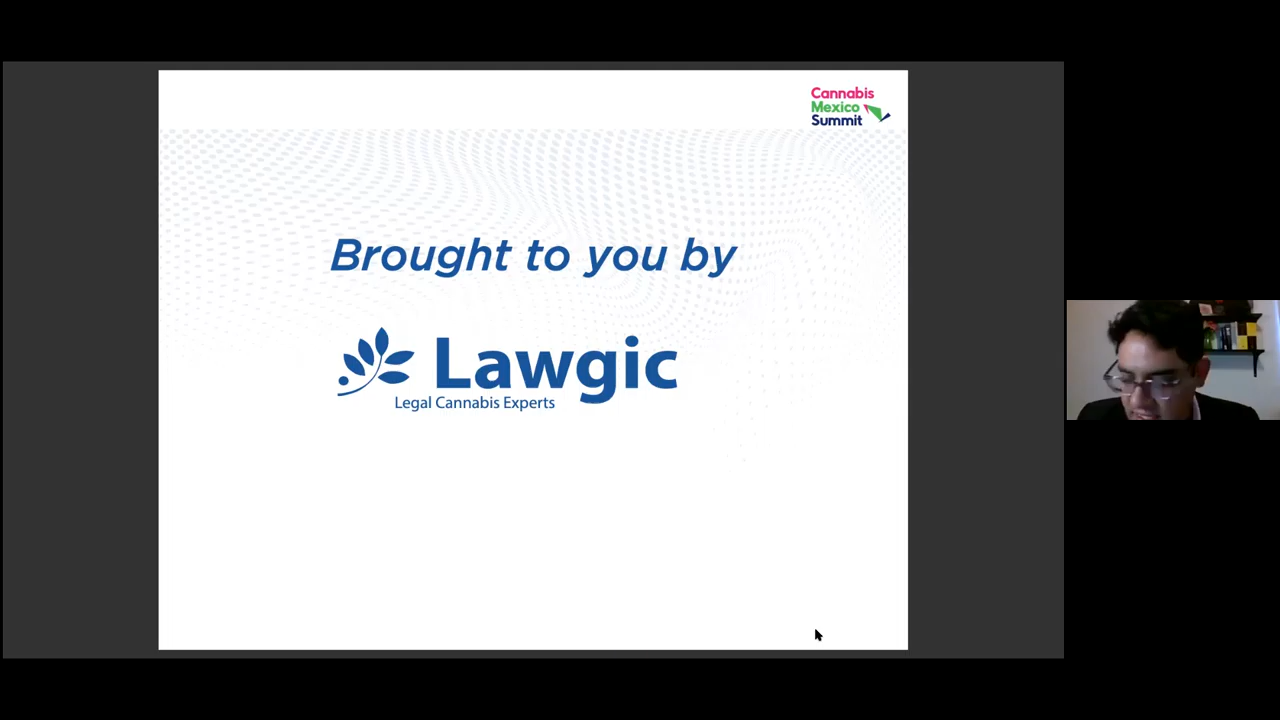 Cannabis
Mexico
Summit
Brought to you by
Lawgic
Legal Cannabis Experts